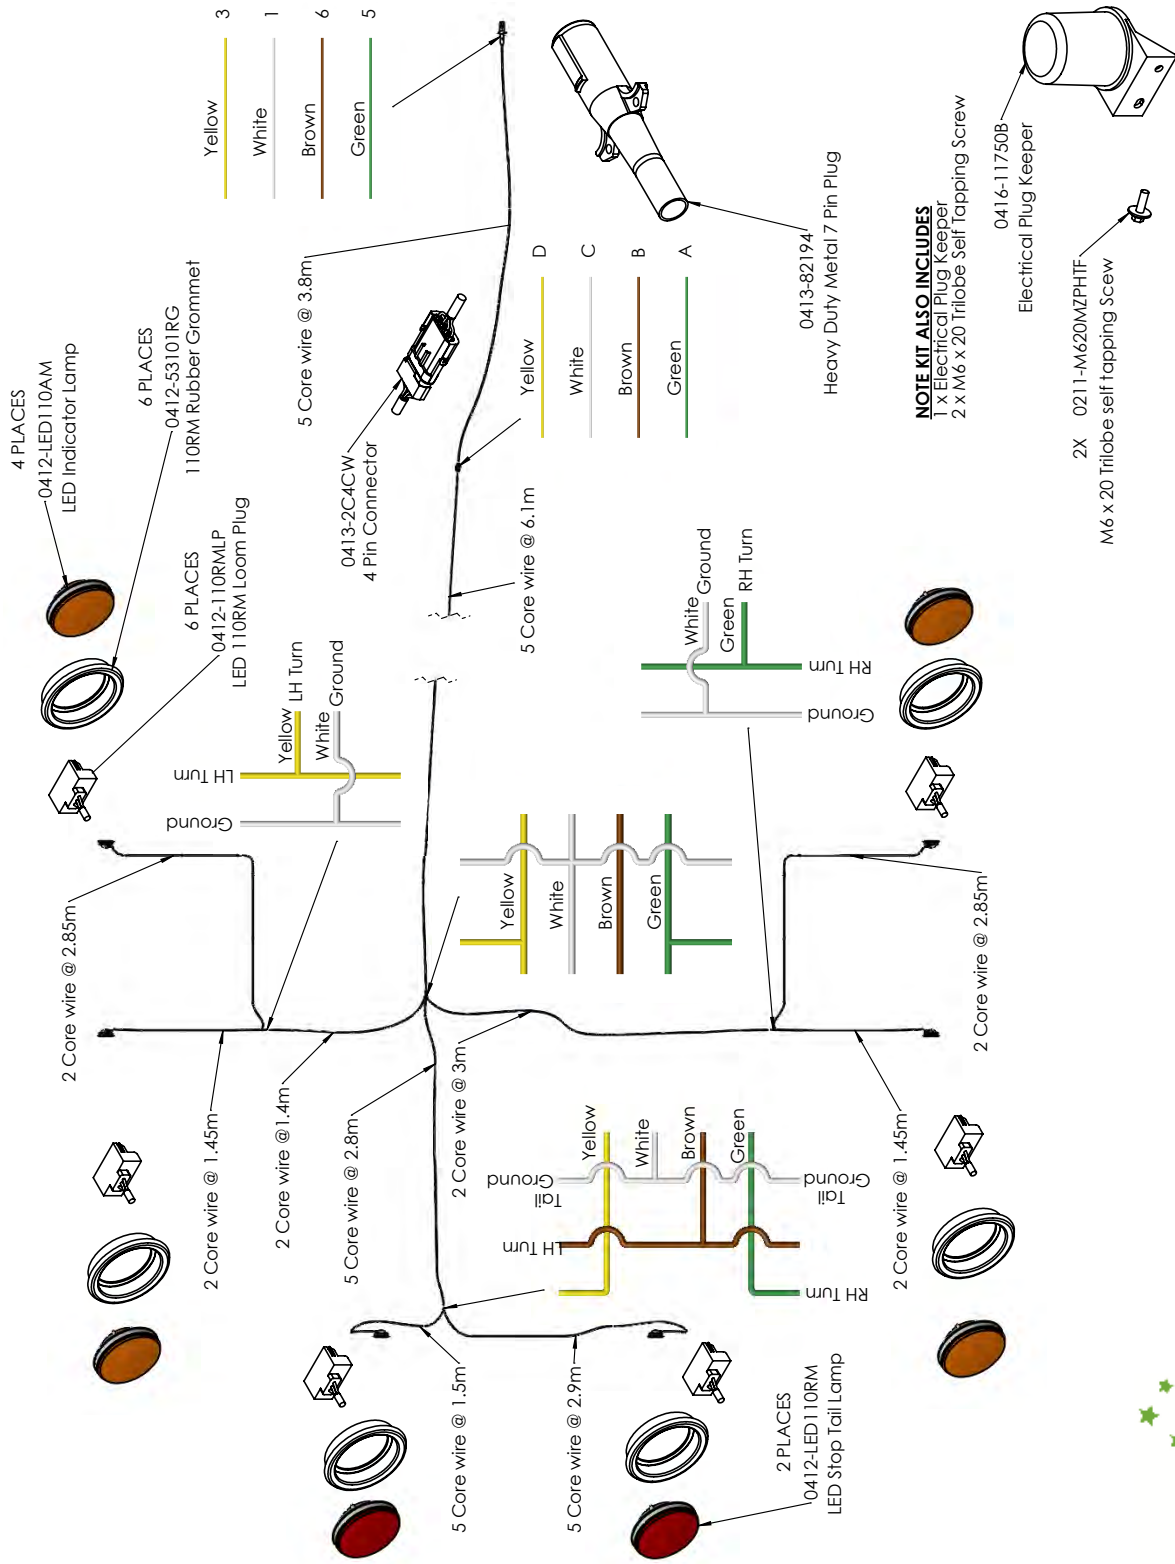 4 PLACES
0412-LED110AM
LED Indicator Lamp
6 PLACES
0412-53101RG
110RM Rubber Grommet
6 PLACES
0412-110RMLP
LED 110RM Loom Plug
5 Core wire @ 3.8m
Yellow 3
White 1
Brown 6
Green 5
0413-2C4CW
4 Pin Connector
Yellow D
White C
Brown B
Green A
0413-82194
Heavy Duty Metal 7 Pin Plug
5 Core wire @ 6.1m
LH Turn
Ground
Yellow LH Turn
White Ground
2 Core wire @ 2.85m
2 Core wire @ 1.45m
2 Core wire @1.4m
5 Core wire @ 2.8m
2 Core wire @ 3m
Yellow
White
Brown
Green
White Ground
Green RH Turn
Ground
RH Turn
2 Core wire @ 2.85m
2 Core wire @ 1.45m
Tail
Ground
LH Turn
Yellow
White
Brown
Green
Ground
Tail
RH Turn
5 Core wire @ 1.5m
5 Core wire @ 2.9m
2 PLACES
0412-LED110RM
LED Stop Tail Lamp
NOTE KIT ALSO INCLUDES
1 x Electrical Plug Keeper
2 x M6 x 20 Trilobe Self Tapping Screw
0416-11750B
Electrical Plug Keeper
2X 0211-M620MZPHTF
M6 x 20 Trilobe self tapping Scew